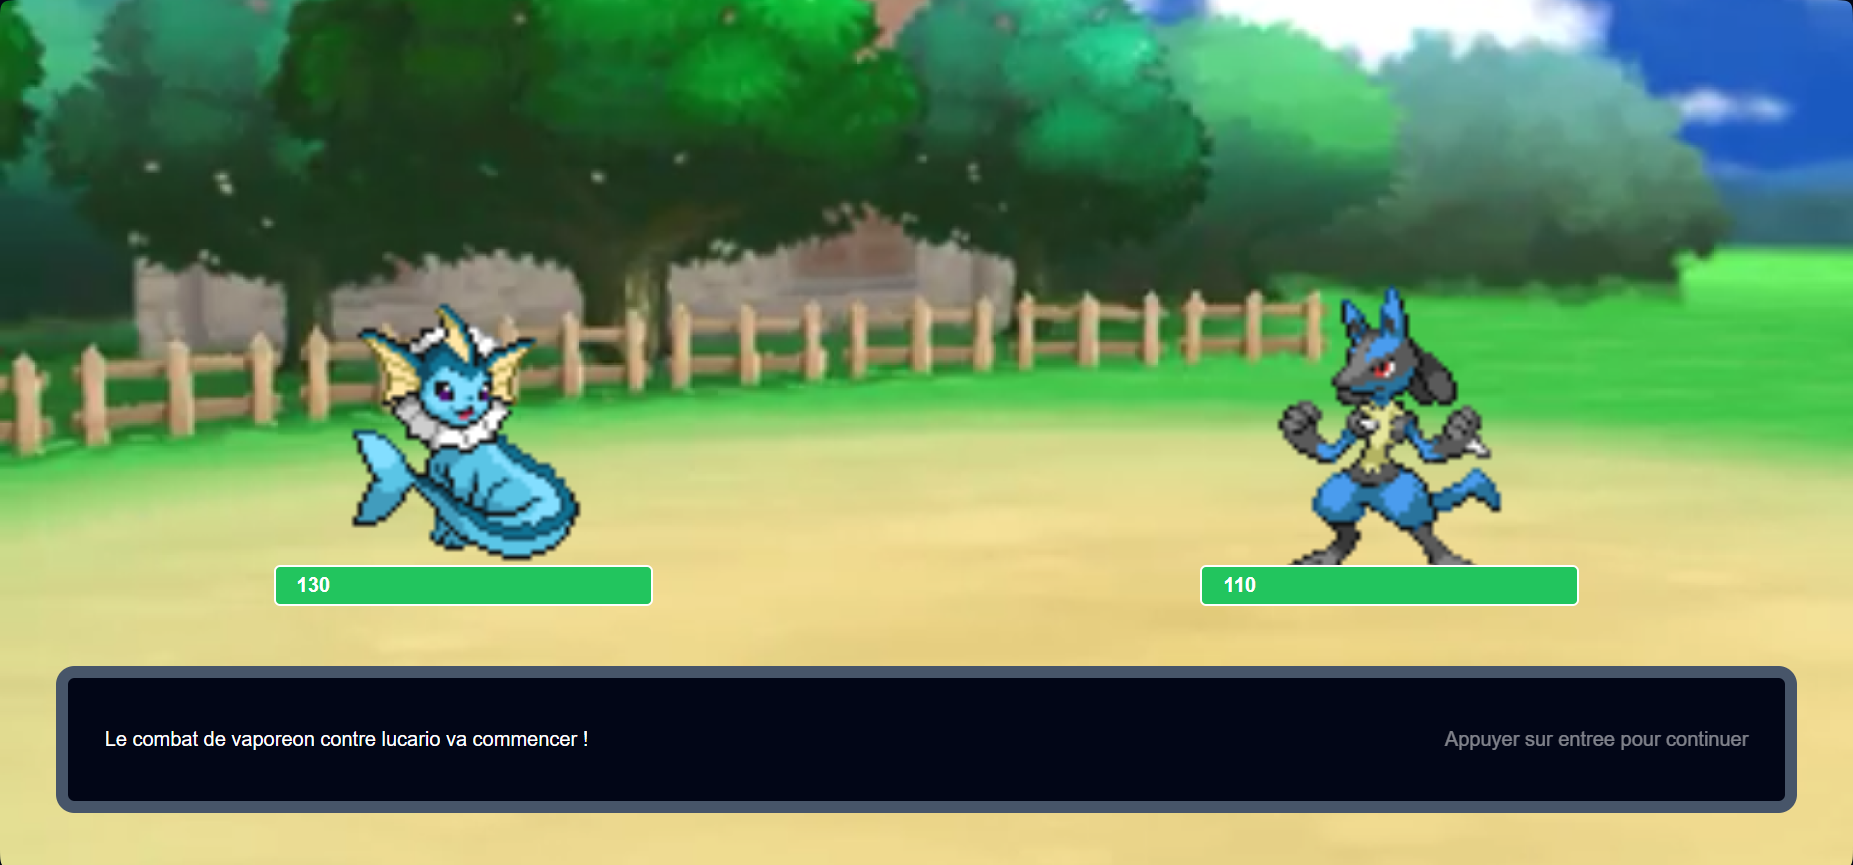 130
110
Le combat de vaporeon contre lucario va commencer !
Appuyer sur entree pour continuer